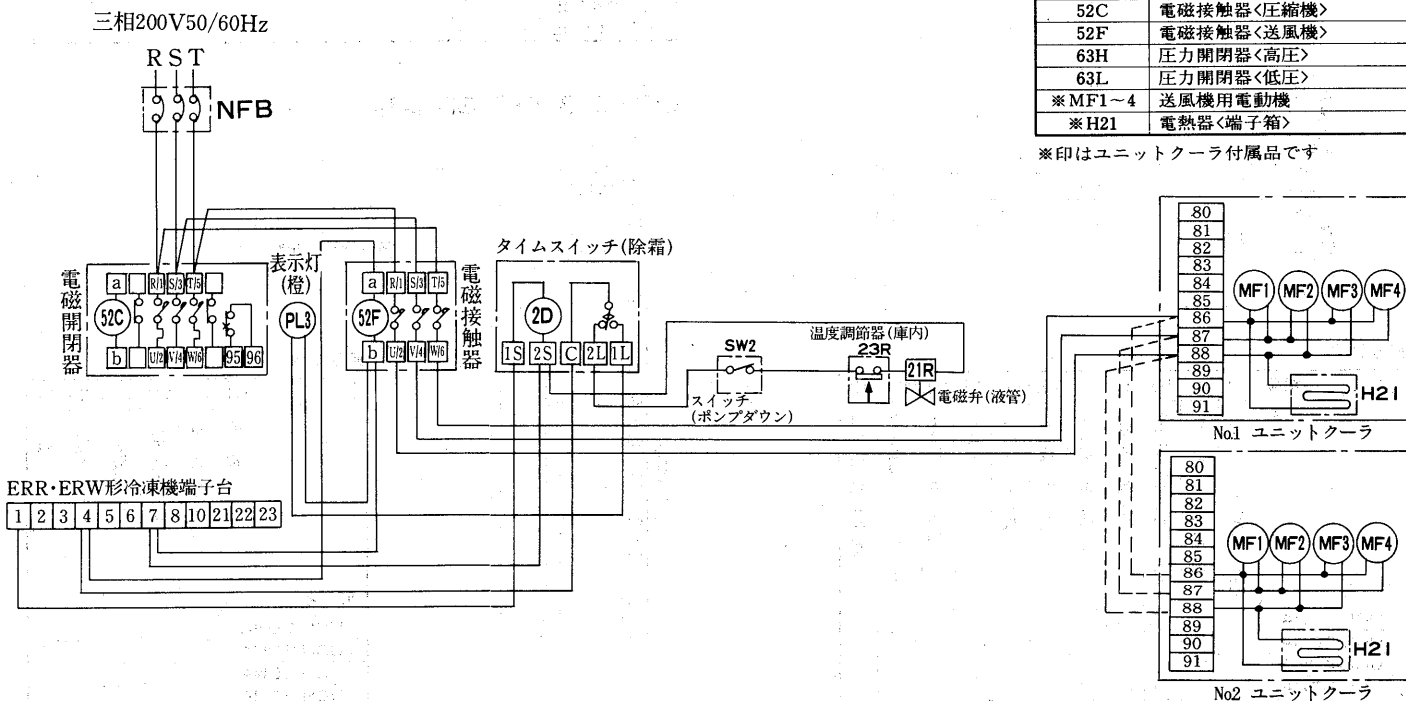 三相200V50/60Hz
R S T
NFB
52C 電磁接触器<圧縮機>
52F 電磁接触器<送風機>
63H 圧力開閉器<高圧>
63L 圧力開閉器<低圧>
※MF1~4 送風機用電動機
※H21 電熱器<端子箱>
※印はユニットクーラ付属品です
電磁開閉器
a R/1 S/3 T/5
52C
b U/2 V/4 W/6 95 96
表示灯
(橙)
PL3
a R/1 S/3 T/5
52F
b U/2 V/4 W/6
電磁接触器
タイムスイッチ(除霜)
2D
1S 2S C 2L 1L
SW2
スイッチ
(ポンプダウン)
温度調節器(庫内)
23R
21R
電磁弁(液管)
ERR・ERW形冷凍機端子台
1 2 3 4 5 6 7 8 10 21 22 23
80
81
82
83
84
85
86
87
88
89
90
91
MF1 MF2 MF3 MF4
H21
No.1 ユニットクーラ
80
81
82
83
84
85
86
87
88
89
90
91
MF1 MF2 MF3 MF4
H21
No2 ユニットクーラ